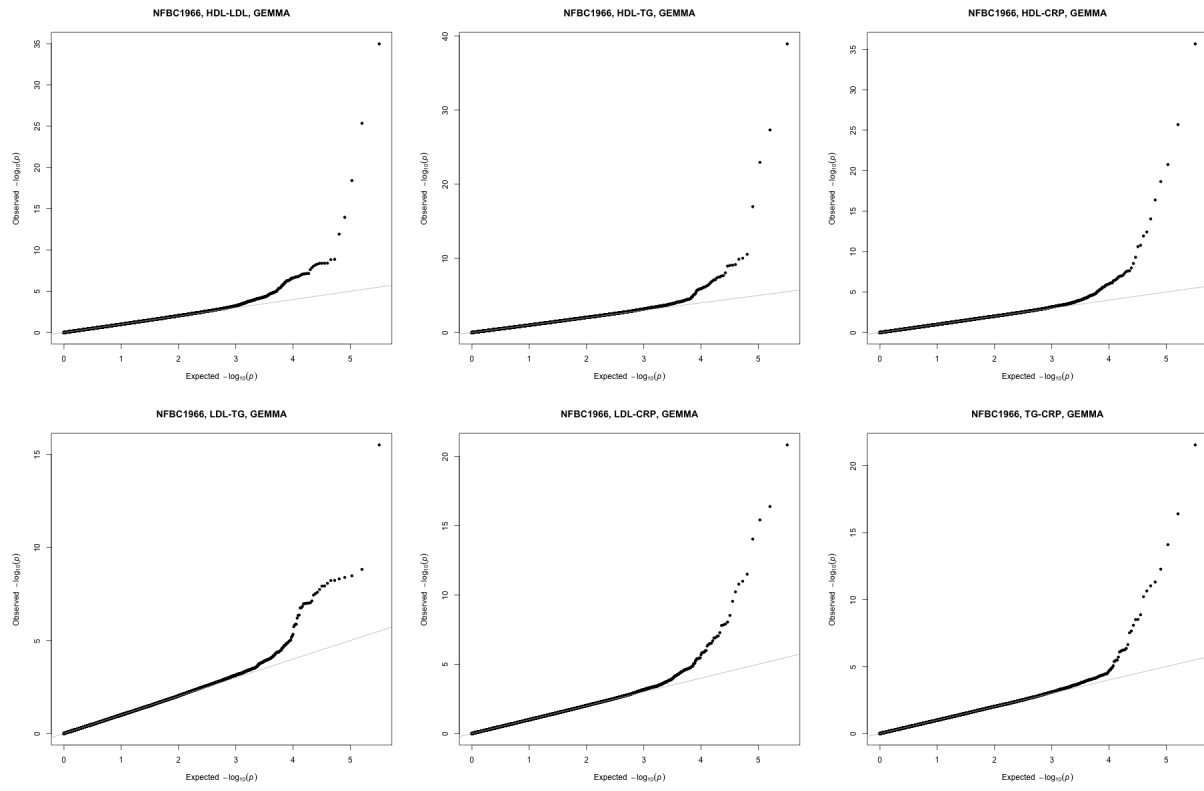 NFBC1966, HDL-LDL, GEMMA
Observed −log10(p)
35
30
25
20
15
10
5
0
0 1 2 3 4 5
Expected −log10(p)
NFBC1966, HDL-TG, GEMMA
Observed −log10(p)
40
30
20
10
0
0 1 2 3 4 5
Expected −log10(p)
NFBC1966, HDL-CRP, GEMMA
Observed −log10(p)
35
30
25
20
15
10
5
0
0 1 2 3 4 5
Expected −log10(p)
NFBC1966, LDL-TG, GEMMA
Observed −log10(p)
15
10
5
0
0 1 2 3 4 5
Expected −log10(p)
NFBC1966, LDL-CRP, GEMMA
Observed −log10(p)
20
15
10
5
0
0 1 2 3 4 5
Expected −log10(p)
NFBC1966, TG-CRP, GEMMA
Observed −log10(p)
20
15
10
5
0
0 1 2 3 4 5
Expected −log10(p)